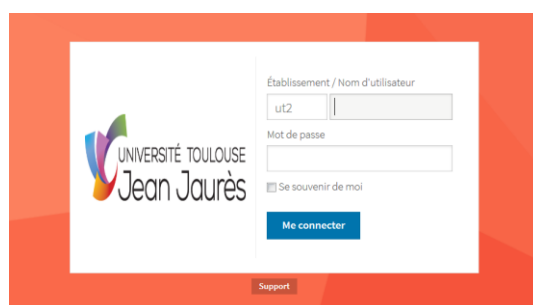 UNIVERSITÉ TOULOUSE
Jean Jaurès
Établissement / Nom d'utilisateur
ut2
Mot de passe
Se souvenir de moi
Me connecter
Support